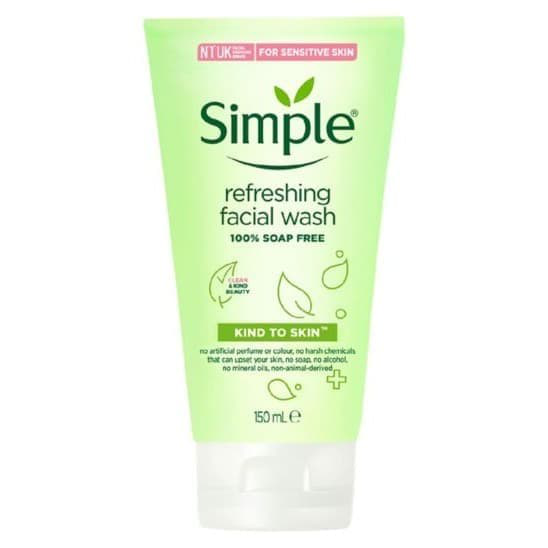 NTUK FOR SENSITIVE SKIN
Simple®
refreshing
facial wash
100% SOAP FREE
CLEAN
& KIND
BEAUTY
KIND TO SKIN™
no artificial perfume or colour, no harsh chemicals
that can upset your skin, no soap, no alcohol,
no mineral oils, non-animal-derived
150 mL e